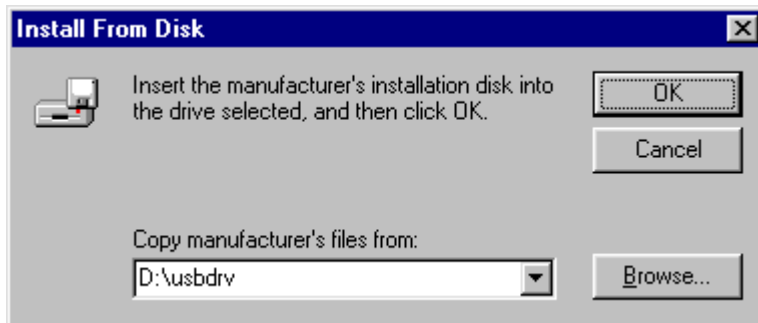 Install From Disk
Insert the manufacturer's installation disk into
the drive selected, and then click OK.
OK
Cancel
Copy manufacturer's files from:
D:\usbdrv
Browse...